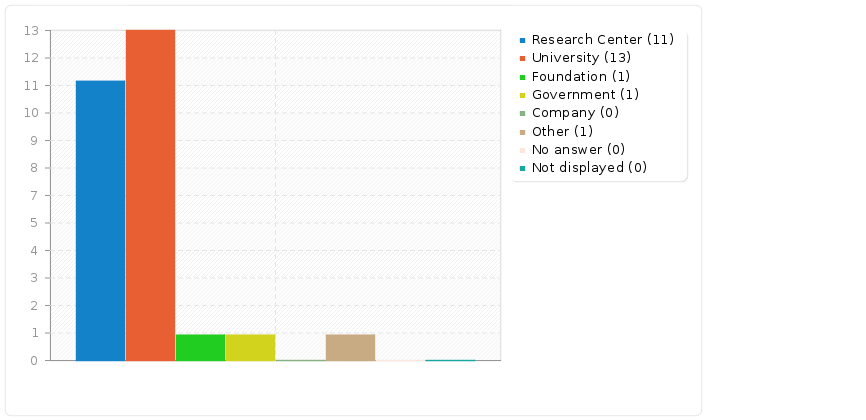 13
12
11
10
9
8
7
6
5
4
3
2
1
0
Research Center (11)
University (13)
Foundation (1)
Government (1)
Company (0)
Other (1)
No answer (0)
Not displayed (0)